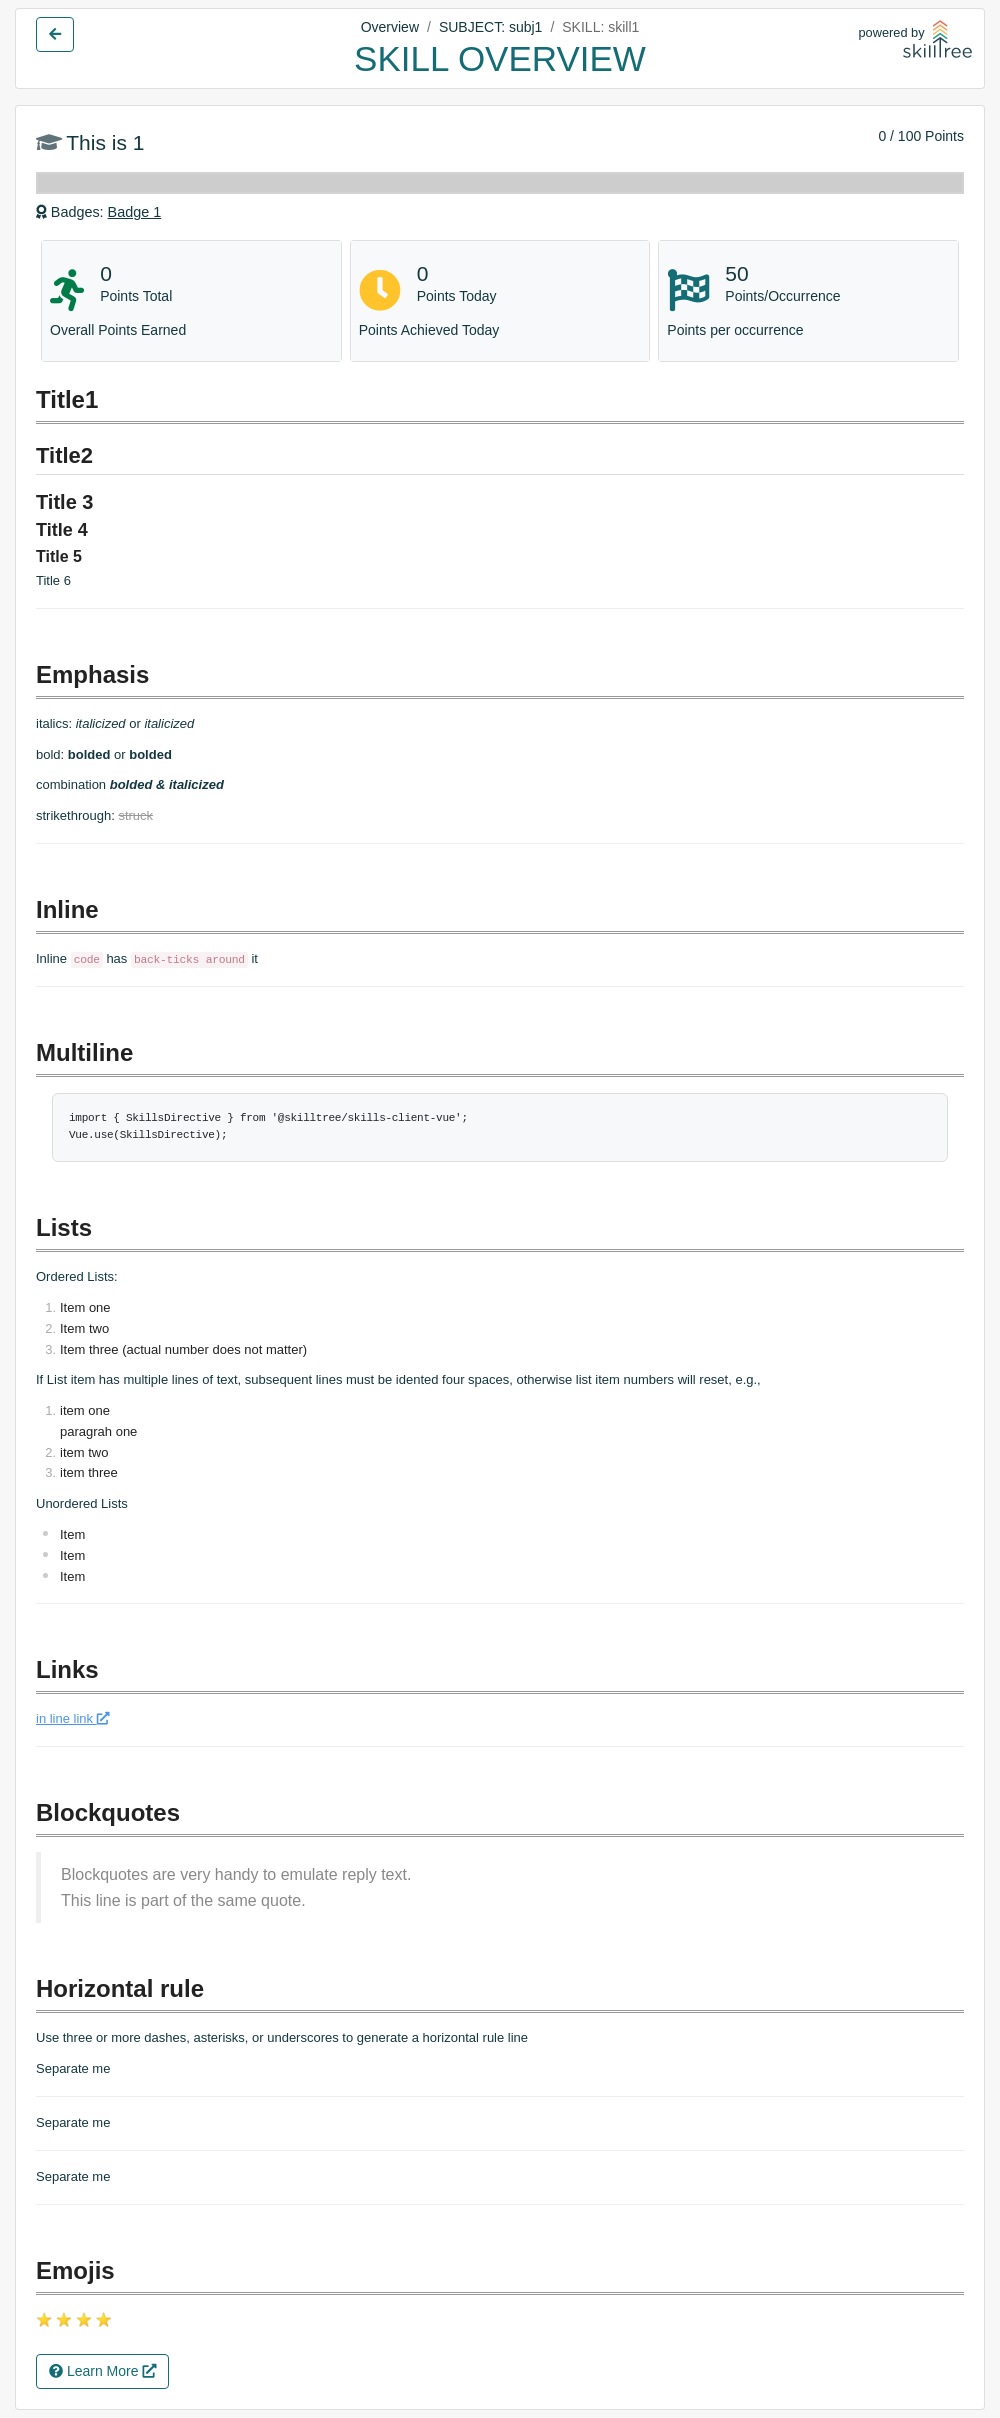 Overview / SUBJECT: subj1 / SKILL: skill1
SKILL OVERVIEW
powered by
skilltree
This is 1
0 / 100 Points
Badges: Badge 1
0
Points Total
Overall Points Earned
0
Points Today
Points Achieved Today
50
Points/Occurrence
Points per occurrence
Title1
Title2
Title 3
Title 4
Title 5
Title 6
Emphasis
italics: italicized or italicized
bold: bolded or bolded
combination bolded & italicized
strikethrough: struck
Inline
Inline code has back-ticks around it
Multiline
import { SkillsDirective } from '@skilltree/skills-client-vue';
Vue.use(SkillsDirective);
Lists
Ordered Lists:
1. Item one
2. Item two
3. Item three (actual number does not matter)
If List item has multiple lines of text, subsequent lines must be idented four spaces, otherwise list item numbers will reset, e.g.,
1. item one
paragrah one
2. item two
3. item three
Unordered Lists
Item
Item
Item
Links
in line link
Blockquotes
Blockquotes are very handy to emulate reply text.
This line is part of the same quote.
Horizontal rule
Use three or more dashes, asterisks, or underscores to generate a horizontal rule line
Separate me
Separate me
Separate me
Emojis
Learn More